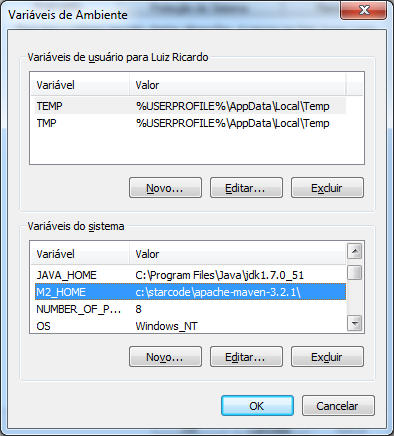 Variáveis de Ambiente
Variáveis de usuário para Luiz Ricardo
Variável Valor
TEMP %USERPROFILE%\AppData\Local\Temp
TMP %USERPROFILE%\AppData\Local\Temp
Novo... Editar... Excluir
Variáveis do sistema
Variável Valor
JAVA_HOME C:\Program Files\Java\jdk1.7.0_51
M2_HOME c:\starcode\apache-maven-3.2.1\
NUMBER_OF_P... 8
OS Windows_NT
Novo... Editar... Excluir
OK Cancelar